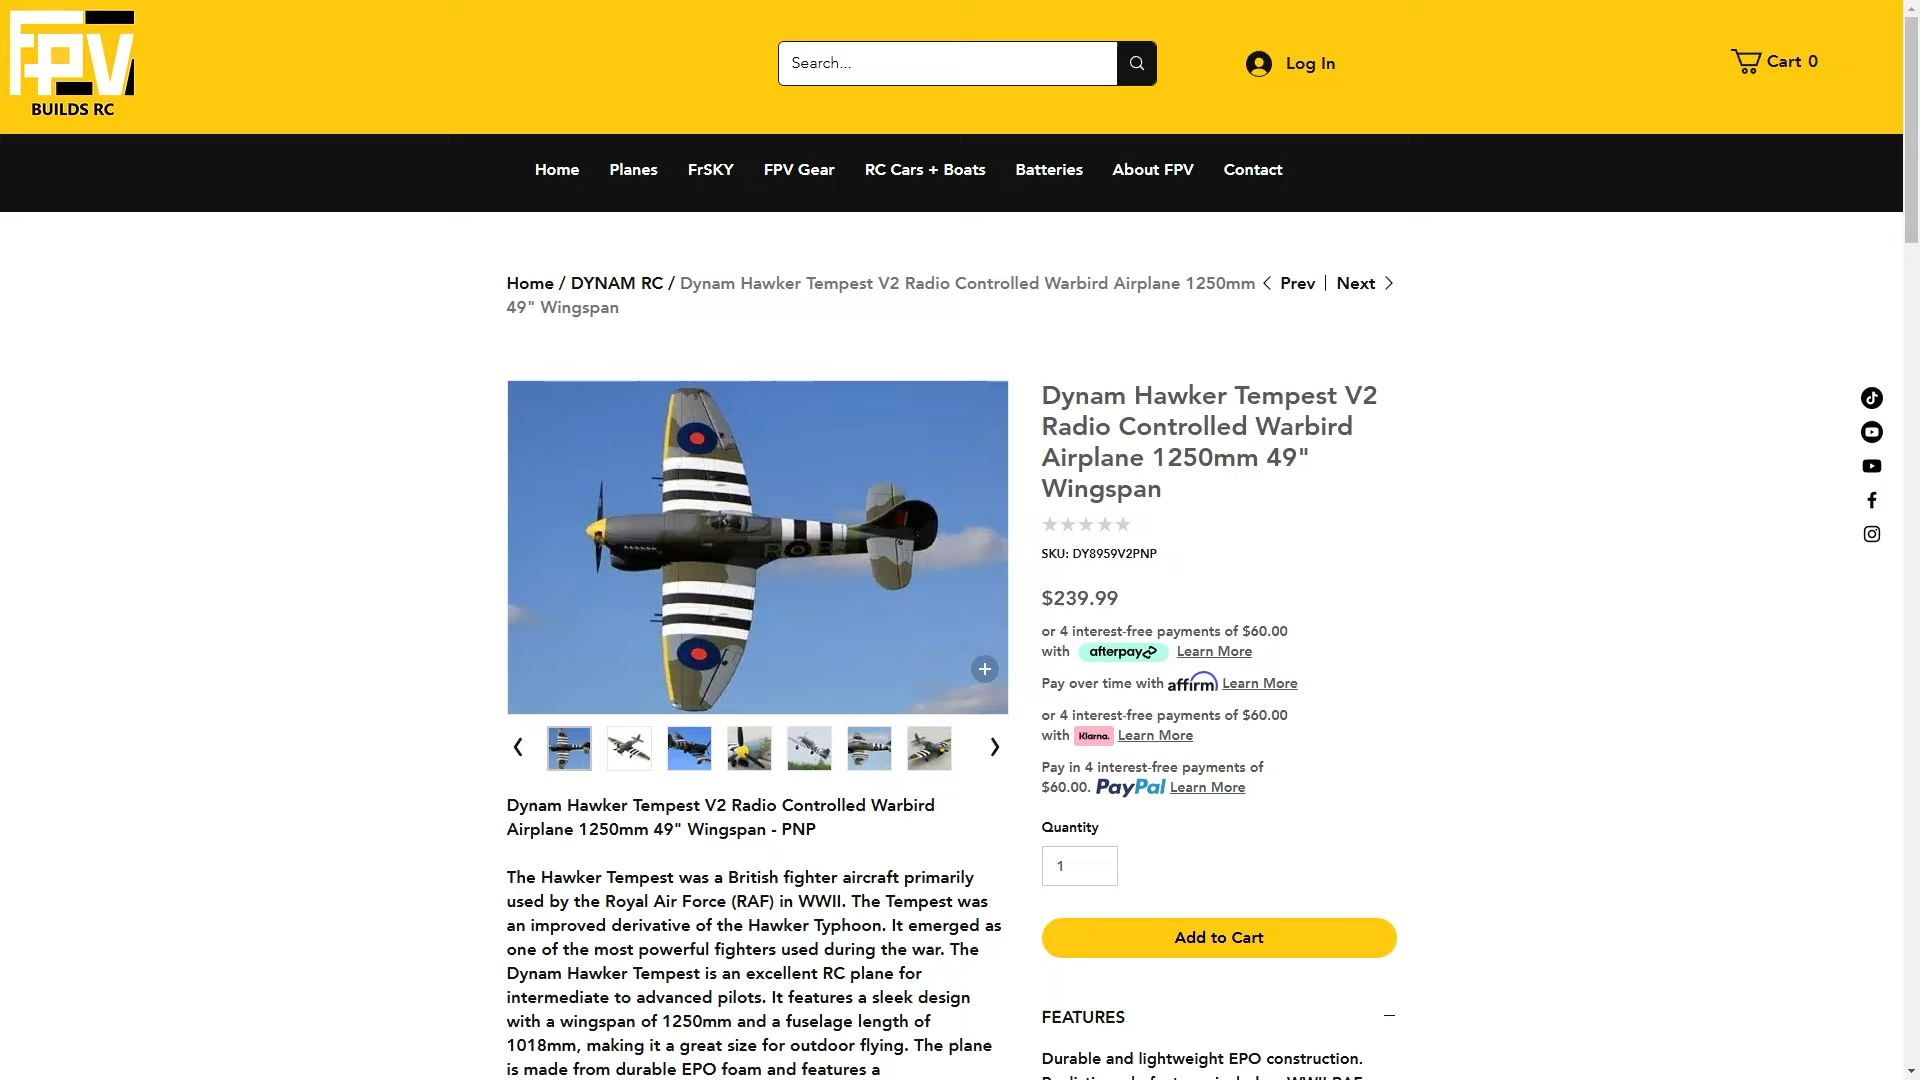 FPV
BUILDS RC
Search...
Log In
Cart 0
Home Planes FrSKY FPV Gear RC Cars + Boats Batteries About FPV Contact
Home / DYNAM RC / Dynam Hawker Tempest V2 Radio Controlled Warbird Airplane 1250mm
49" Wingspan
Prev | Next
Dynam Hawker Tempest V2
Radio Controlled Warbird
Airplane 1250mm 49"
Wingspan
SKU: DY8959V2PNP
$239.99
or 4 interest-free payments of $60.00
with afterpay Learn More
Pay over time with affirm Learn More
or 4 interest-free payments of $60.00
with Klarna. Learn More
Pay in 4 interest-free payments of
$60.00. PayPal Learn More
Quantity
1
Add to Cart
FEATURES
Durable and lightweight EPO construction.
Dynam Hawker Tempest V2 Radio Controlled Warbird
Airplane 1250mm 49" Wingspan - PNP
The Hawker Tempest was a British fighter aircraft primarily
used by the Royal Air Force (RAF) in WWII. The Tempest was
an improved derivative of the Hawker Typhoon. It emerged as
one of the most powerful fighters used during the war. The
Dynam Hawker Tempest is an excellent RC plane for
intermediate to advanced pilots. It features a sleek design
with a wingspan of 1250mm and a fuselage length of
1018mm, making it a great size for outdoor flying. The plane
is made from durable EPO foam and features a